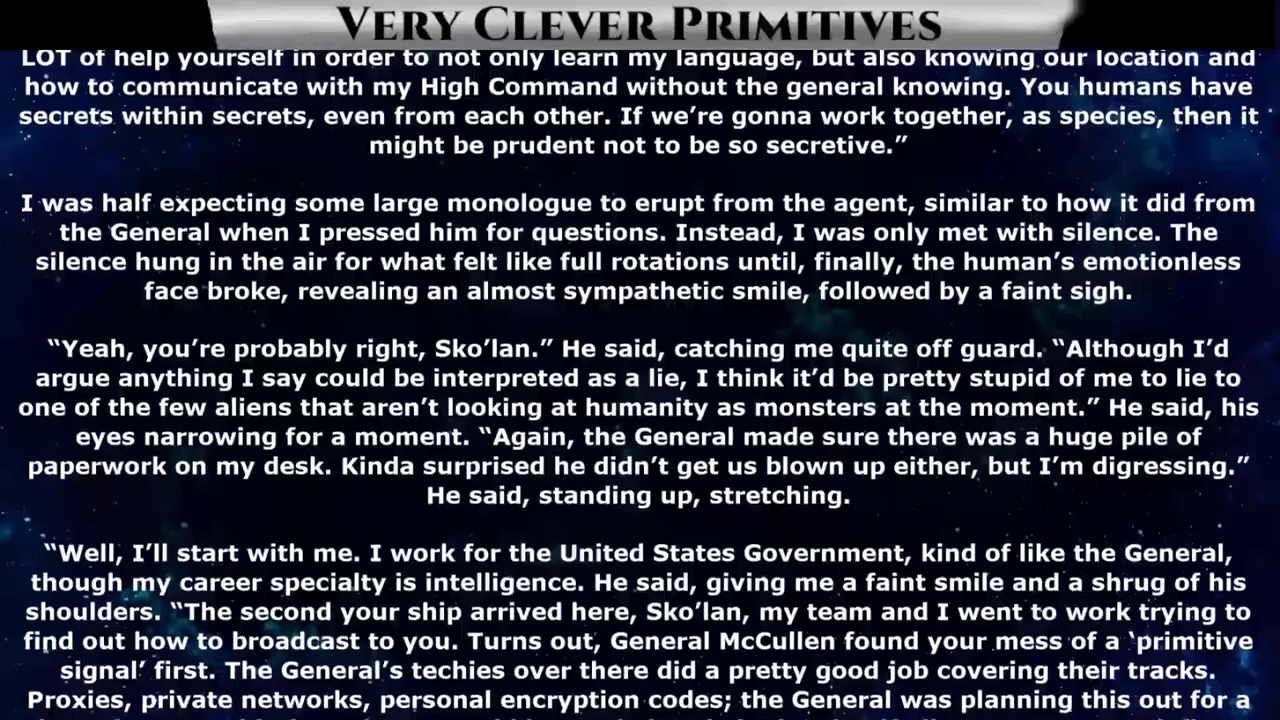 VERY CLEVER PRIMITIVES
LOT of help yourself in order to not only learn my language, but also knowing our location and
how to communicate with my High Command without the general knowing. You humans have
secrets within secrets, even from each other. If we’re gonna work together, as species, then it
might be prudent not to be so secretive.”
I was half expecting some large monologue to erupt from the agent, similar to how it did from
the General when I pressed him for questions. Instead, I was only met with silence. The
silence hung in the air for what felt like full rotations until, finally, the human’s emotionless
face broke, revealing an almost sympathetic smile, followed by a faint sigh.
“Yeah, you’re probably right, Sko’lan.” He said, catching me quite off guard. “Although I’d
argue anything I say could be interpreted as a lie, I think it’d be pretty stupid of me to lie to
one of the few aliens that aren’t looking at humanity as monsters at the moment.” He said, his
eyes narrowing for a moment. “Again, the General made sure there was a huge pile of
paperwork on my desk. Kinda surprised he didn’t get us blown up either, but I’m digressing.”
He said, standing up, stretching.
“Well, I’ll start with me. I work for the United States Government, kind of like the General,
though my career specialty is intelligence. He said, giving me a faint smile and a shrug of his
shoulders. “The second your ship arrived here, Sko’lan, my team and I went to work trying to
find out how to broadcast to you. Turns out, General McCullen found your mess of a ‘primitive
signal’ first. The General’s techies over there did a pretty good job covering their tracks.
Proxies, private networks, personal encryption codes; the General was planning this out for a